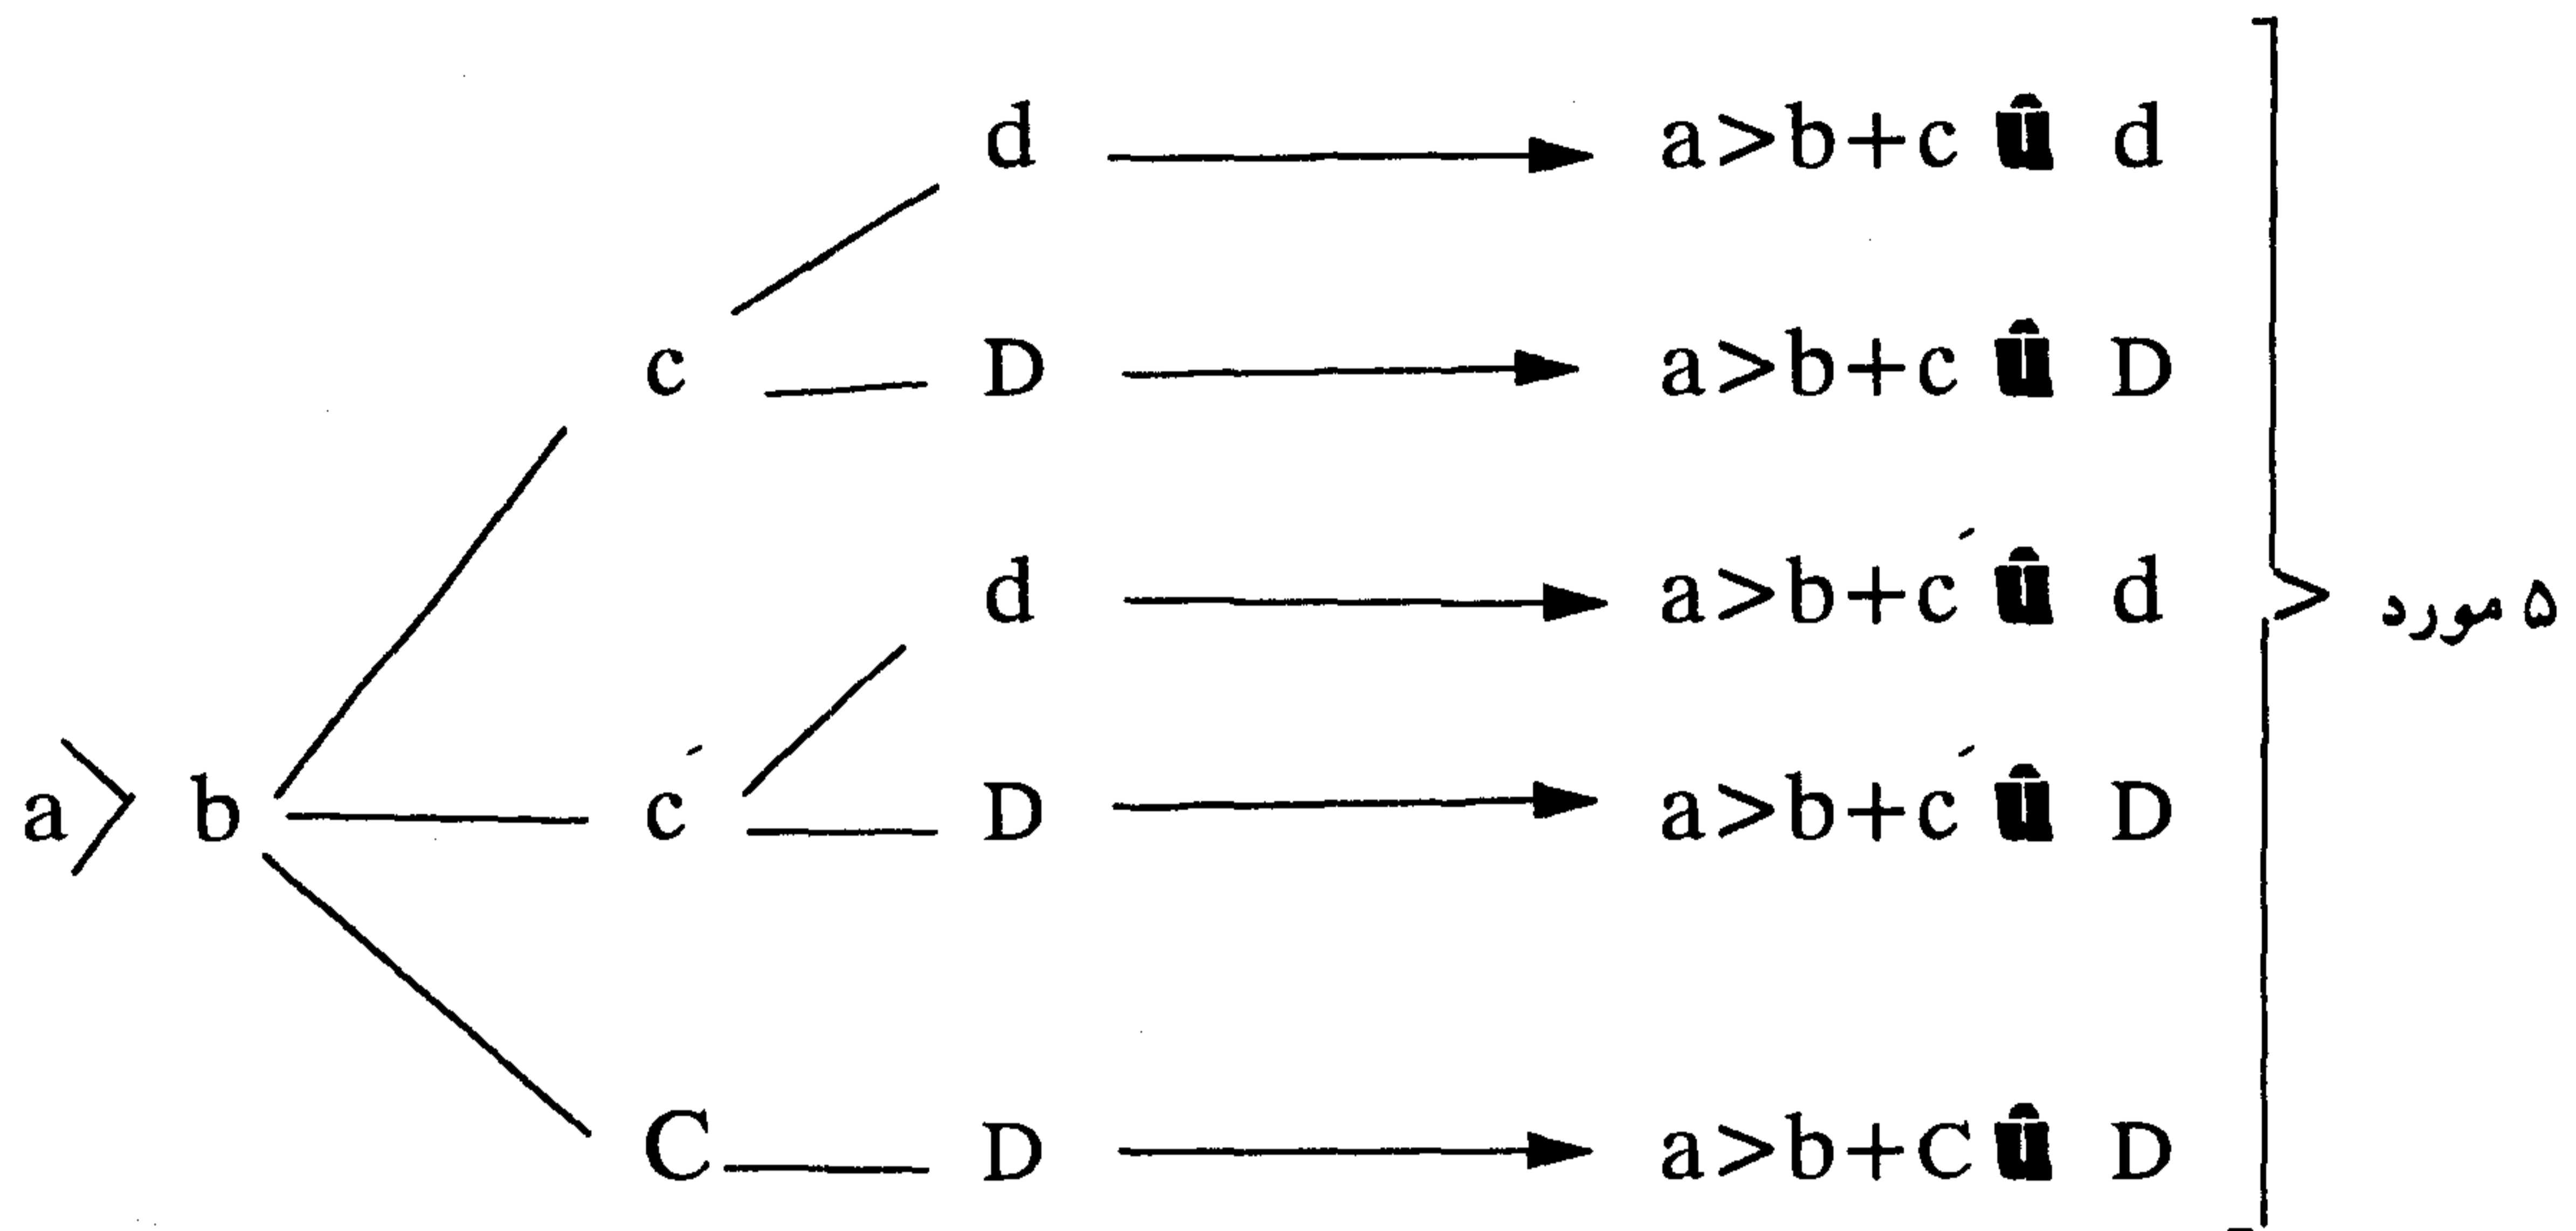 d a>b+c û d
c D a>b+c û D
d a>b+c´ û d
a> b c´ D a>b+c´ û D
C D a>b+C û D
۵ مورد